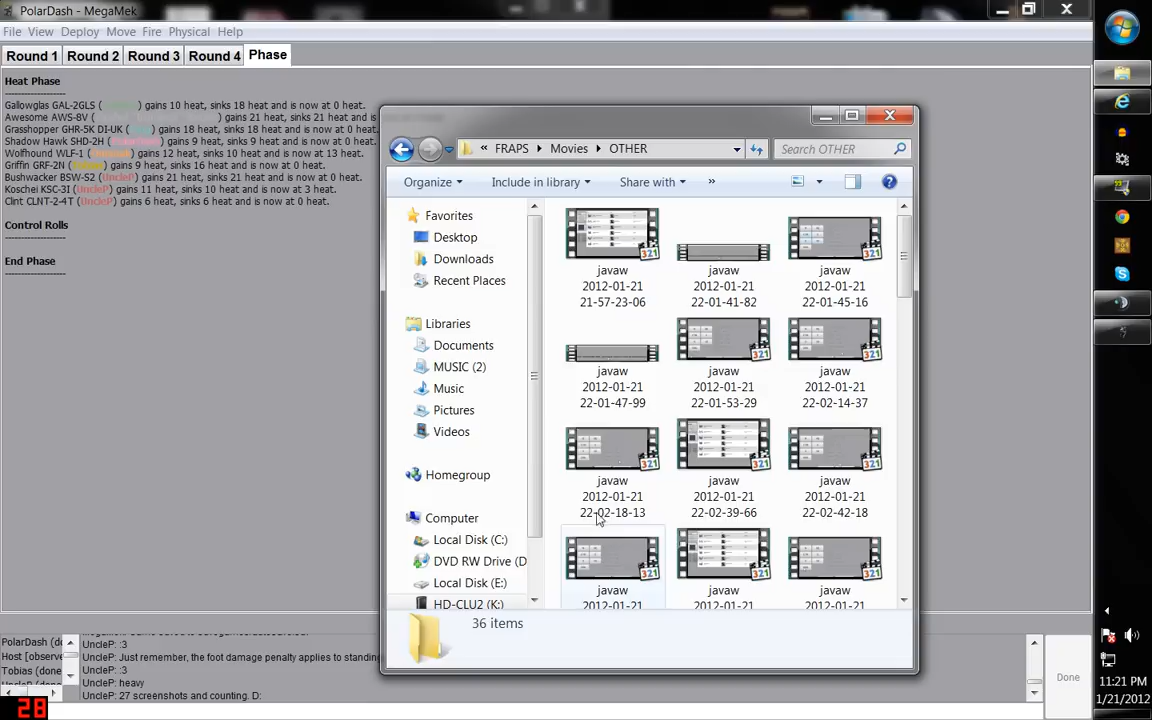 PolarDash - MegaMek
File View Deploy Move Fire Physical Help
Round 1 Round 2 Round 3 Round 4 Phase
Heat Phase
--------------------
Gallowglas GAL-2GLS ( ) gains 10 heat, sinks 18 heat and is now at 0 heat.
Awesome AWS-8V ( ) gains 21 heat, sinks 21 heat and is
Grasshopper GHR-5K DI-UK ( ) gains 18 heat, sinks 18 heat and is now at 0 heat.
Shadow Hawk SHD-2H ( ) gains 9 heat, sinks 9 heat and is now at 0 heat.
Wolfhound WLF-1 ( ) gains 12 heat, sinks 10 heat and is now at 13 heat.
Griffin GRF-2N ( ) gains 9 heat, sinks 16 heat and is now at 0 heat.
Bushwacker BSW-S2 (UncleP) gains 21 heat, sinks 21 heat and is now at 0 heat.
Koschei KSC-3I (UncleP) gains 11 heat, sinks 10 heat and is now at 3 heat.
Clint CLNT-2-4T (UncleP) gains 6 heat, sinks 6 heat and is now at 0 heat.
Control Rolls
--------------------
End Phase
--------------------
« FRAPS Movies OTHER
Search OTHER
Organize Include in library Share with »
Favorites
Desktop
Downloads
Recent Places
Libraries
Documents
MUSIC (2)
Music
Pictures
Videos
Homegroup
Computer
Local Disk (C:)
DVD RW Drive (D
Local Disk (E:)
HD-CLU2 (K:)
javaw
2012-01-21
21-57-23-06
javaw
2012-01-21
22-01-41-82
javaw
2012-01-21
22-01-45-16
javaw
2012-01-21
22-01-47-99
javaw
2012-01-21
22-01-53-29
javaw
2012-01-21
22-02-14-37
javaw
2012-01-21
22-02-18-13
javaw
2012-01-21
22-02-39-66
javaw
2012-01-21
22-02-42-18
javaw
2012-01-21
javaw
2012-01-21
javaw
2012-01-21
36 items
PolarDash (do
Host [observe
Tobias (done
UncleP (done
UncleP: :3
UncleP: Just remember, the foot damage penalty applies to standin
UncleP: :3
UncleP: heavy
UncleP: 27 screenshots and counting. D:
Done
28
11:21 PM
1/21/2012